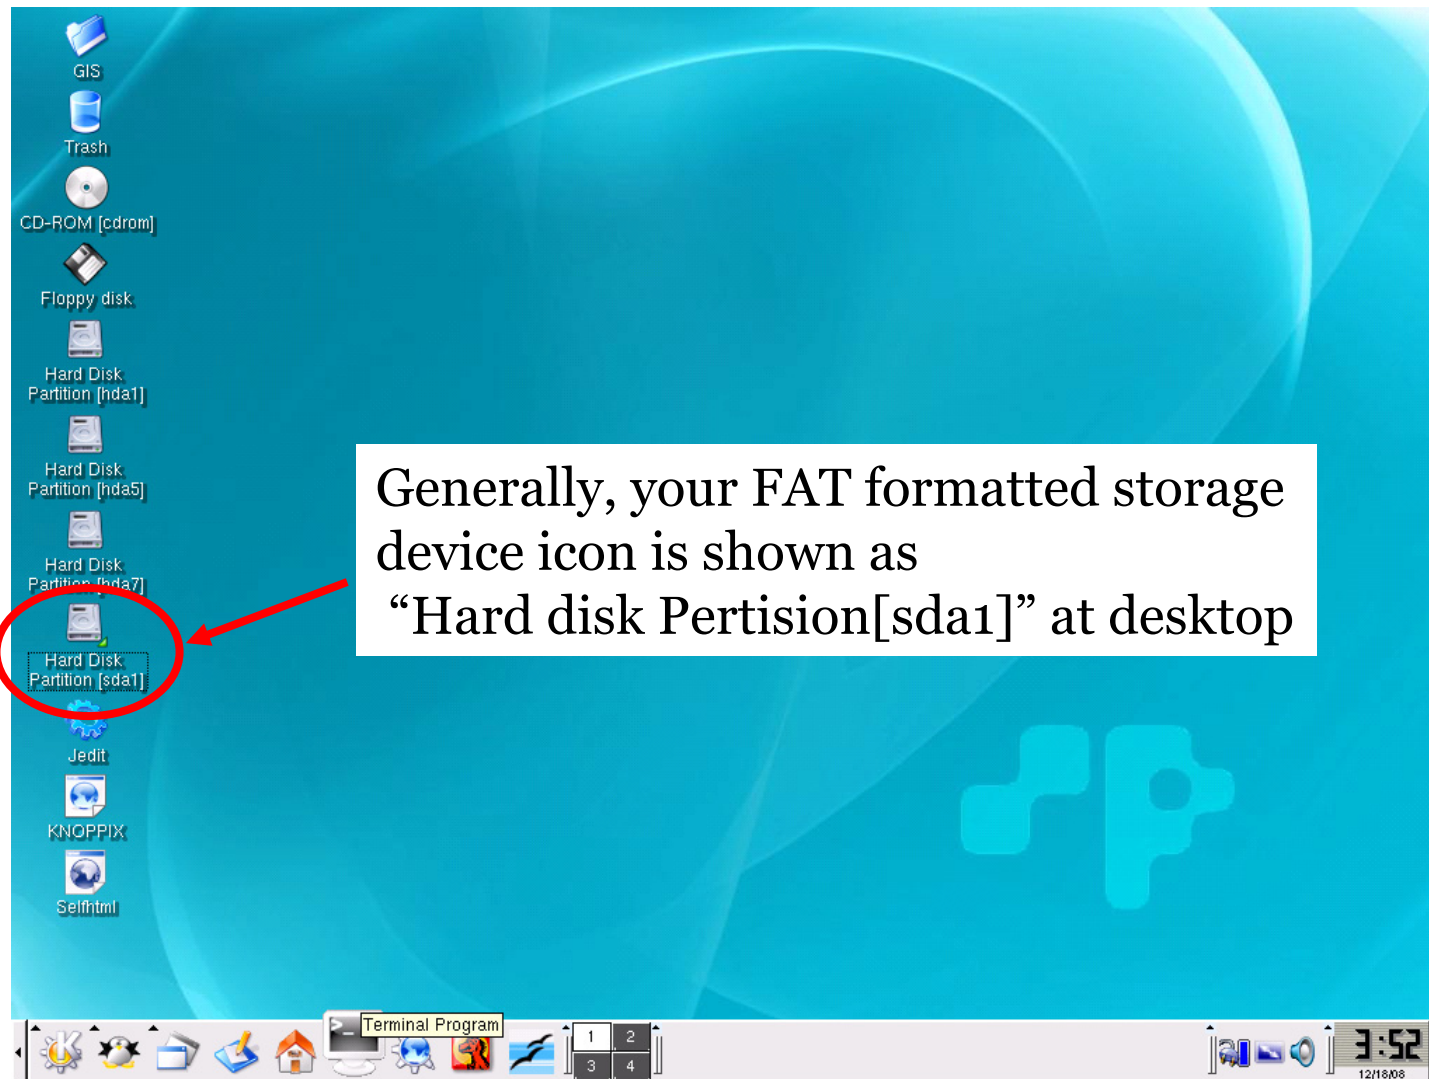 GIS
Trash
CD-ROM [cdrom]
Floppy disk
Hard Disk
Partition [hda1]
Hard Disk
Partition [hda5]
Hard Disk
Partition [hda7]
Hard Disk
Partition [sda1]
Jedit
KNOPPIX
Selfhtml
Generally, your FAT formatted storage
device icon is shown as
“Hard disk Pertision[sda1]” at desktop
Terminal Program
1 2
3 4
3:52
12/18/08